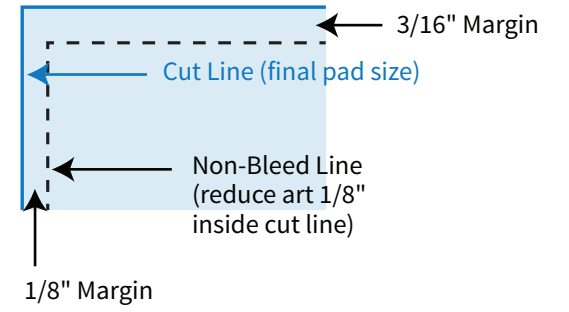 3/16" Margin
Cut Line (final pad size)
Non-Bleed Line
(reduce art 1/8"
inside cut line)
1/8" Margin